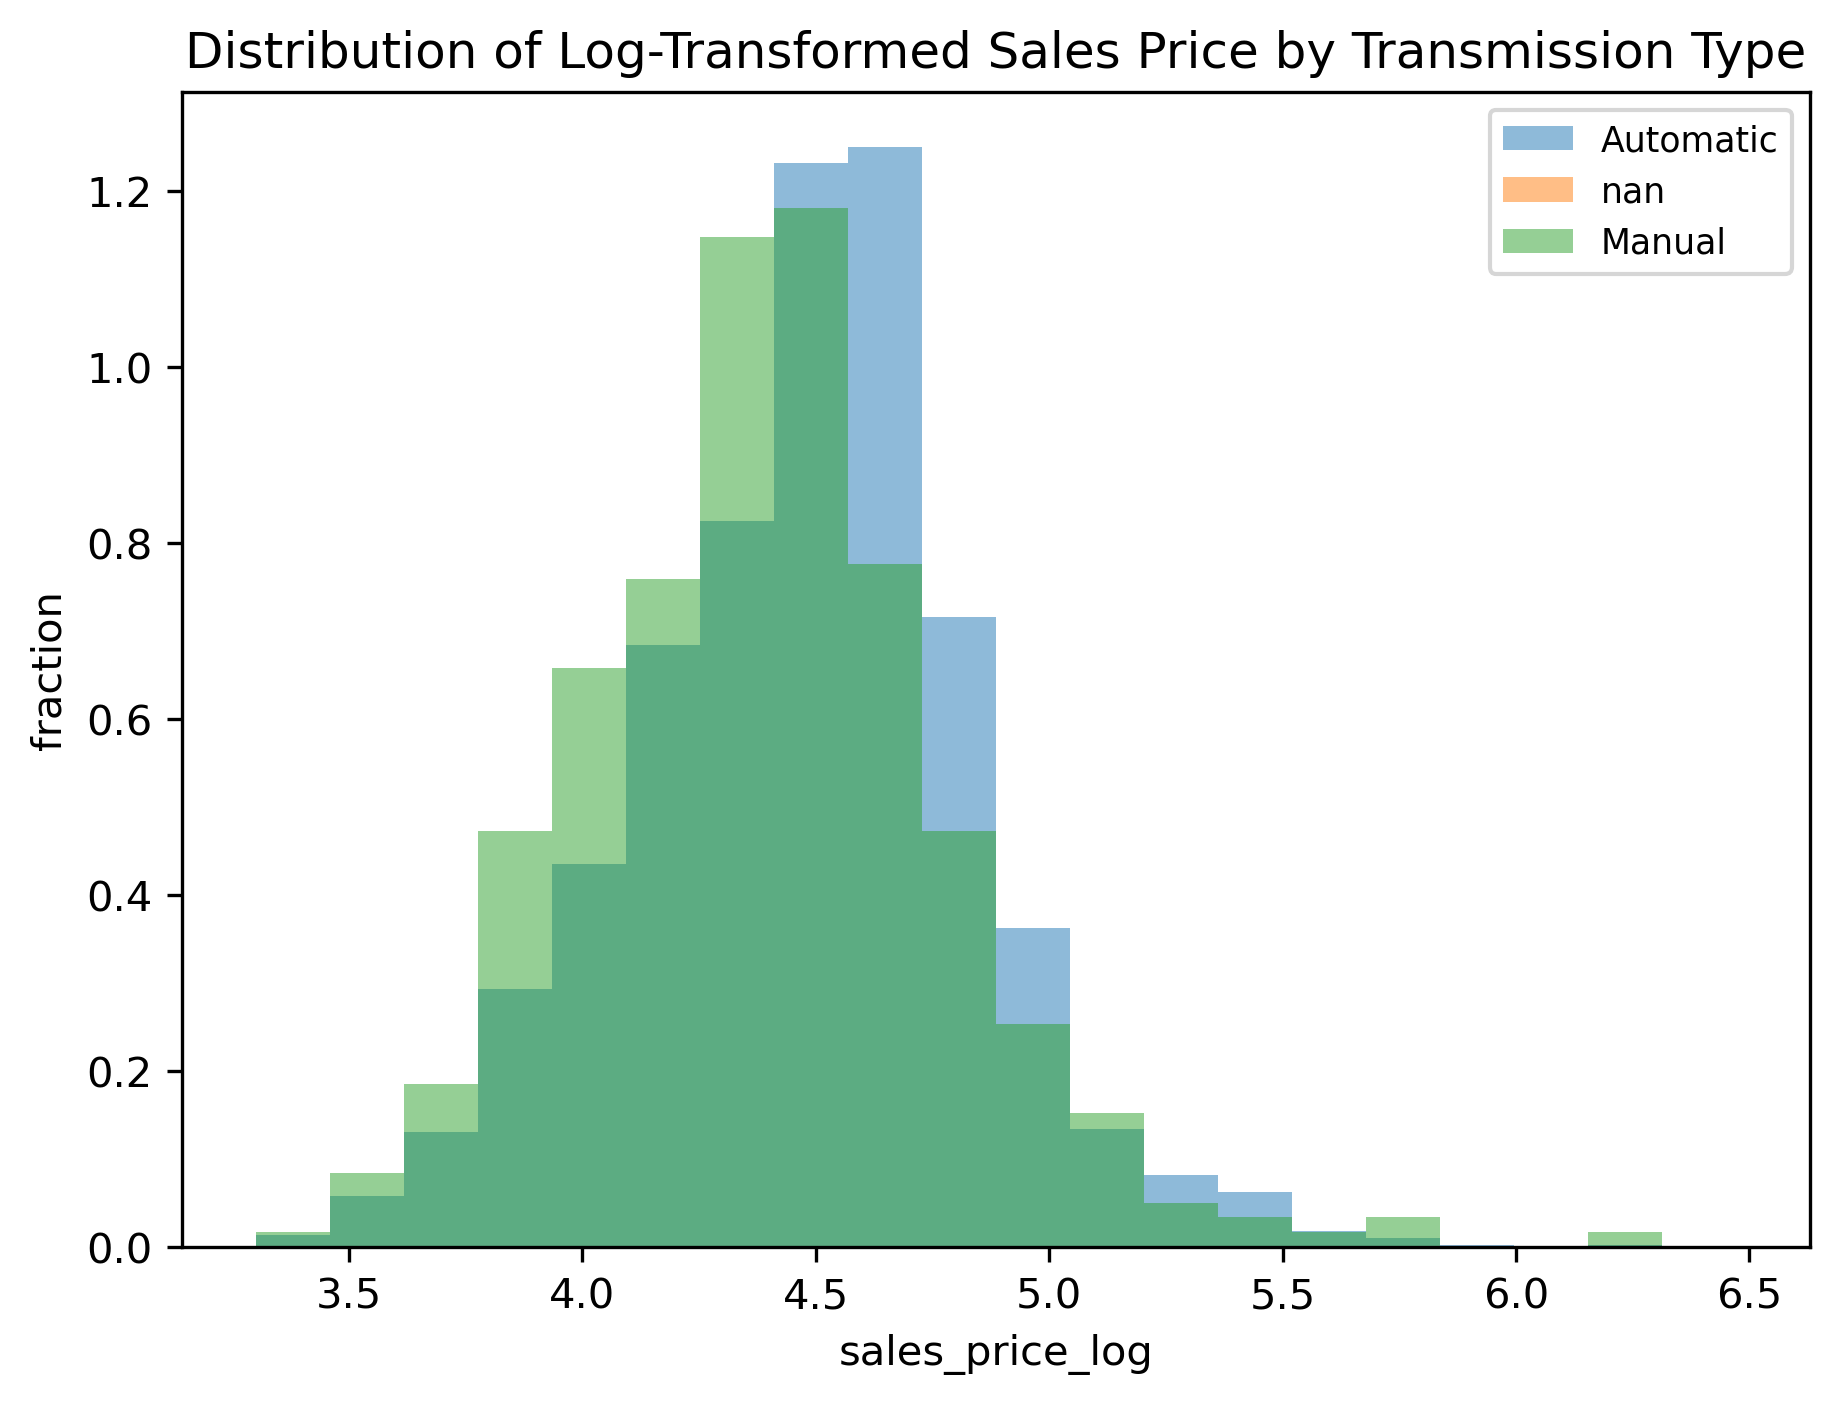 Distribution of Log-Transformed Sales Price by Transmission Type
Automatic
nan
Manual
1.2
1.0
0.8
0.6
0.4
0.2
0.0
fraction
3.5 4.0 4.5 5.0 5.5 6.0 6.5
sales_price_log